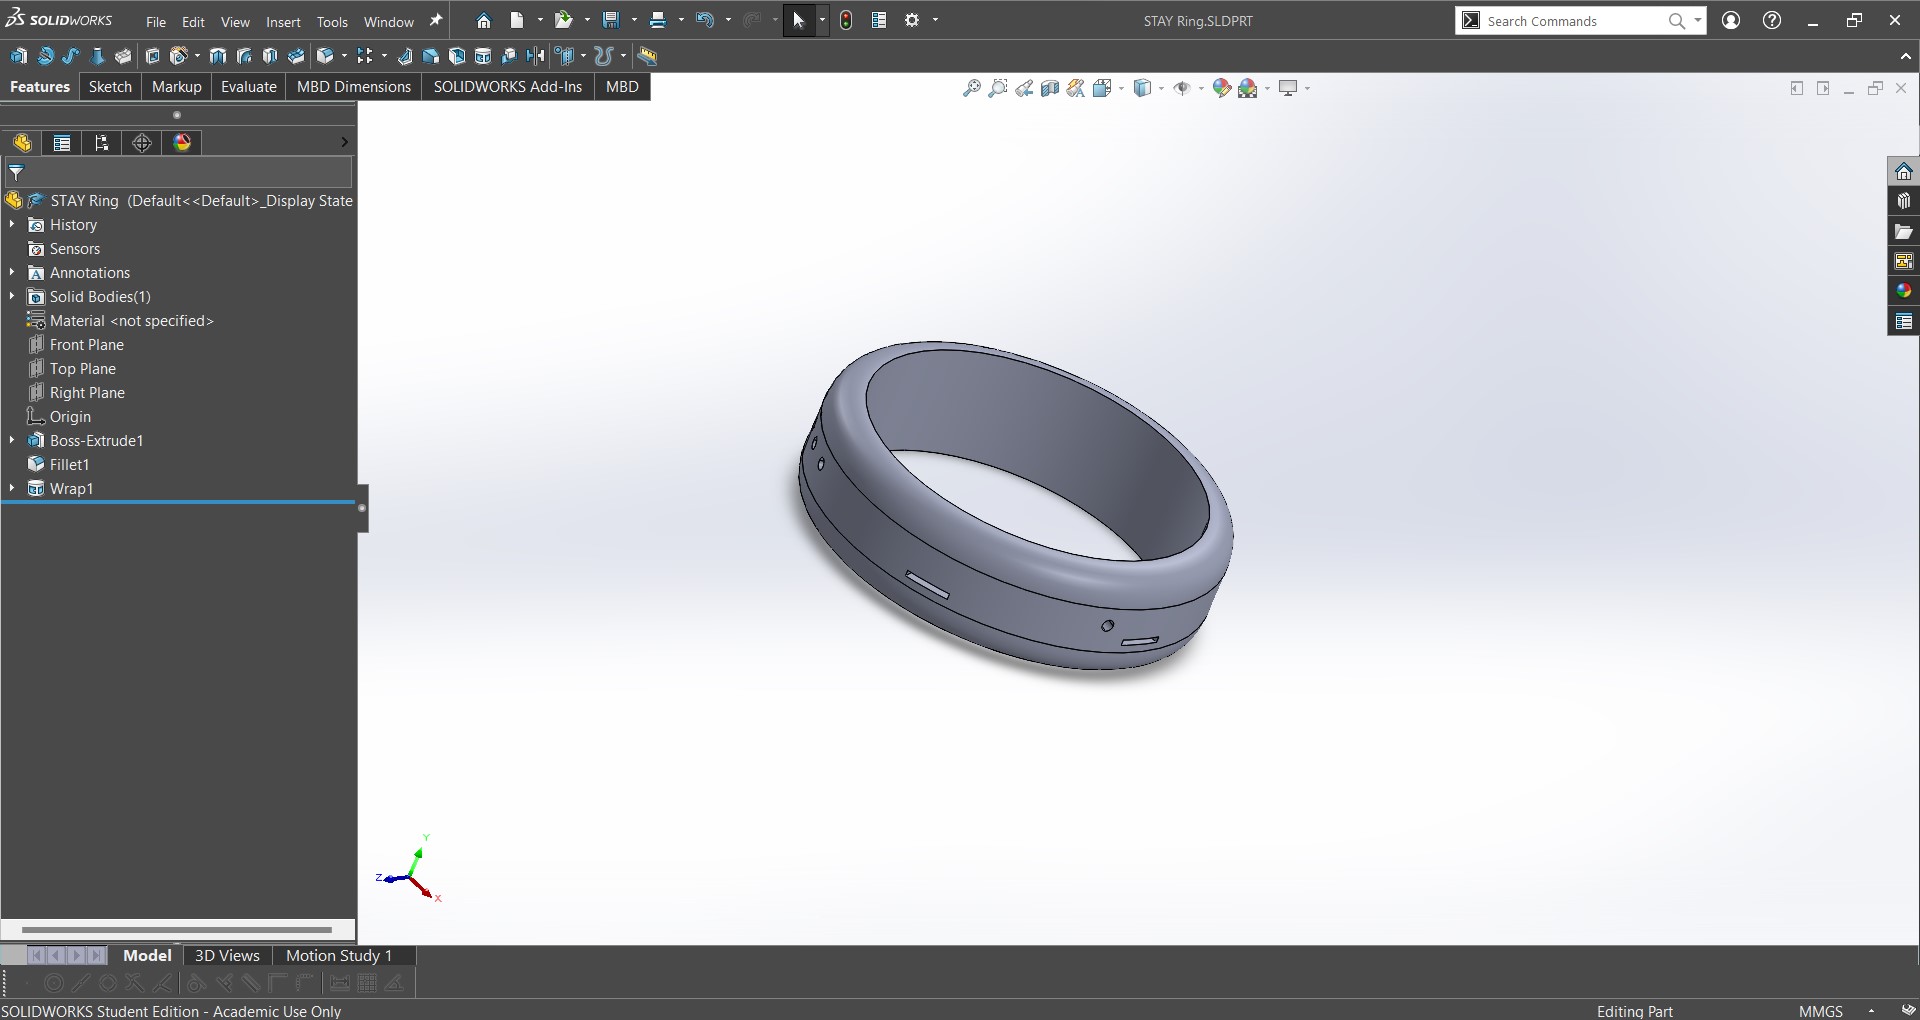 SOLIDWORKS File Edit View Insert Tools Window STAY Ring.SLDPRT Search Commands
Features Sketch Markup Evaluate MBD Dimensions SOLIDWORKS Add-Ins MBD
STAY Ring (Default<<Default>_Display State
History
Sensors
Annotations
Solid Bodies(1)
Material <not specified>
Front Plane
Top Plane
Right Plane
Origin
Boss-Extrude1
Fillet1
Wrap1
Y
Z
X
Model 3D Views Motion Study 1
SOLIDWORKS Student Edition - Academic Use Only Editing Part MMGS